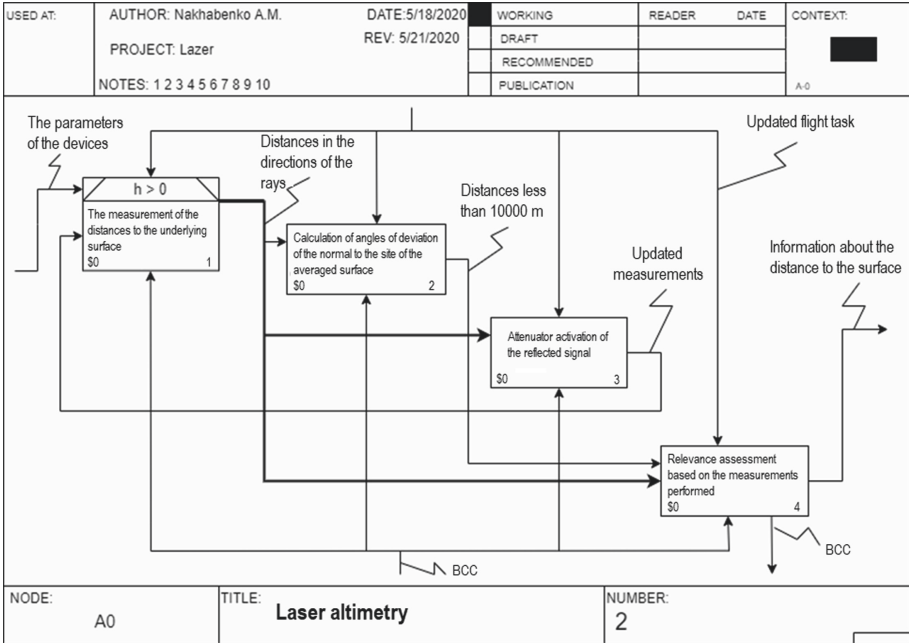 USED AT:
AUTHOR: Nakhabenko A.M.
DATE:5/18/2020
REV: 5/21/2020
PROJECT: Lazer
NOTES: 1 2 3 4 5 6 7 8 9 10
WORKING
DRAFT
RECOMMENDED
PUBLICATION
READER
DATE
CONTEXT:
A-0
The parameters
of the devices
Distances in the
directions of the
rays
Distances less
than 10000 m
Updated flight task
Updated
measurements
Information about the
distance to the surface
h > 0
The measurement of the
distances to the underlying
surface
$0
1
Calculation of angles of deviation
of the normal to the site of the
averaged surface
$0
2
Attenuator activation of
the reflected signal
$0
3
Relevance assessment
based on the measurements
performed
$0
4
BCC
BCC
NODE:
A0
TITLE:
Laser altimetry
NUMBER:
2